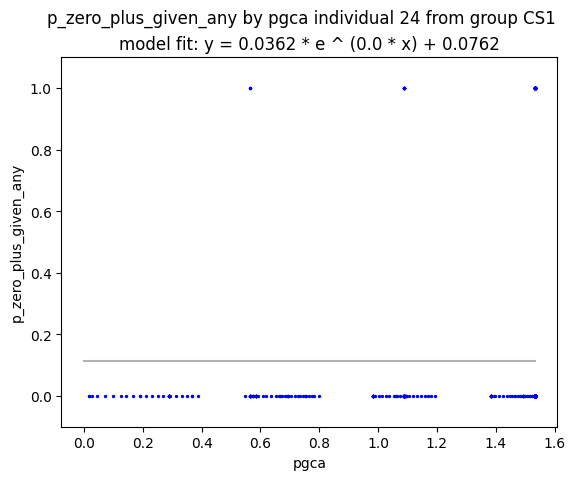 p_zero_plus_given_any by pgca individual 24 from group CS1
model fit: y = 0.0362 * e ^ (0.0 * x) + 0.0762
1.0
0.8
0.6
0.4
0.2
0.0
p_zero_plus_given_any
0.0 0.2 0.4 0.6 0.8 1.0 1.2 1.4 1.6
pgca